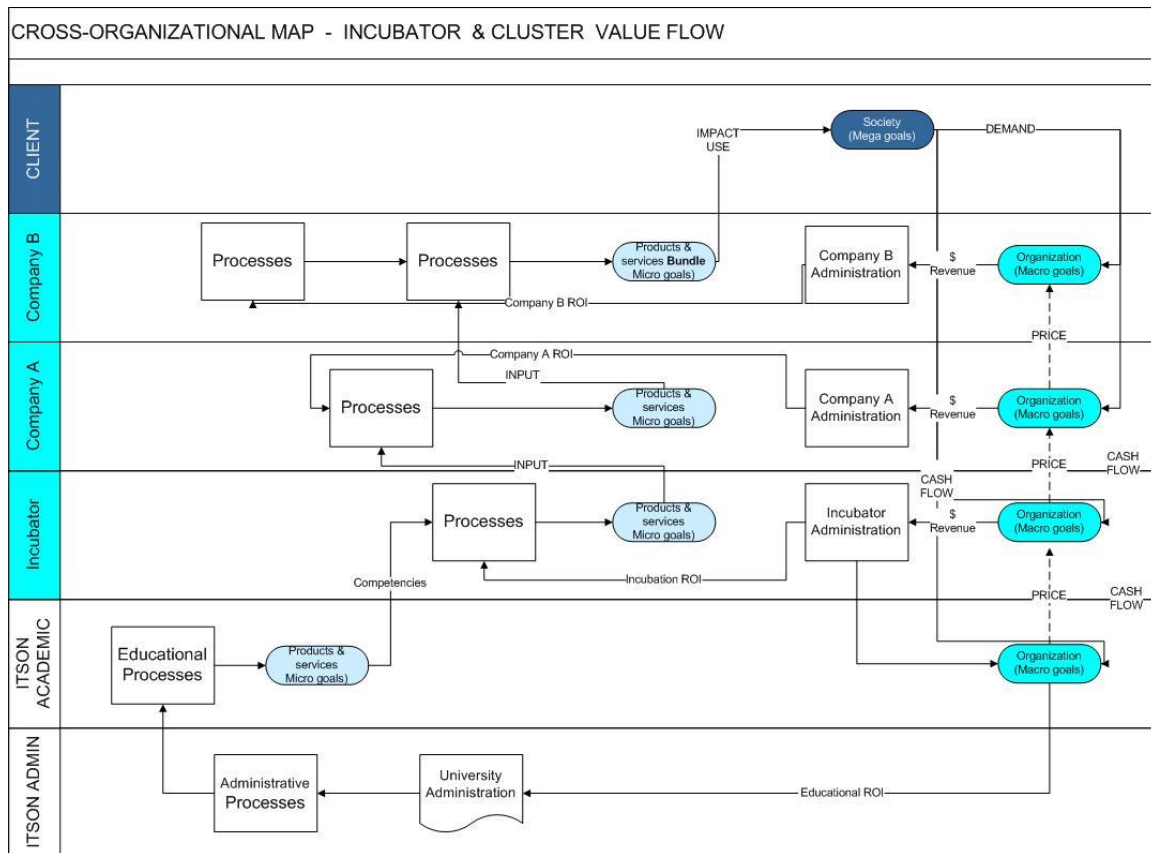 CROSS-ORGANIZATIONAL MAP - INCUBATOR & CLUSTER VALUE FLOW
CLIENT
IMPACT
USE
Society
(Mega goals)
DEMAND
Company B
Processes
Processes
Products &
services Bundle
Micro goals)
Company B
Administration
$
Revenue
Organization
(Macro goals)
Company B ROI
PRICE
Company A
Company A ROI
INPUT
Processes
Products &
services
Micro goals)
Company A
Administration
$
Revenue
Organization
(Macro goals)
INPUT
PRICE
CASH
FLOW
Incubator
CASH
FLOW
Processes
Products &
services
Micro goals)
Incubator
Administration
$
Revenue
Organization
(Macro goals)
Competencies
Incubation ROI
PRICE
CASH
FLOW
ITSON
ACADEMIC
Educational
Processes
Products &
services
Micro goals)
Organization
(Macro goals)
ITSON ADMIN
Administrative
Processes
University
Administration
Educational ROI